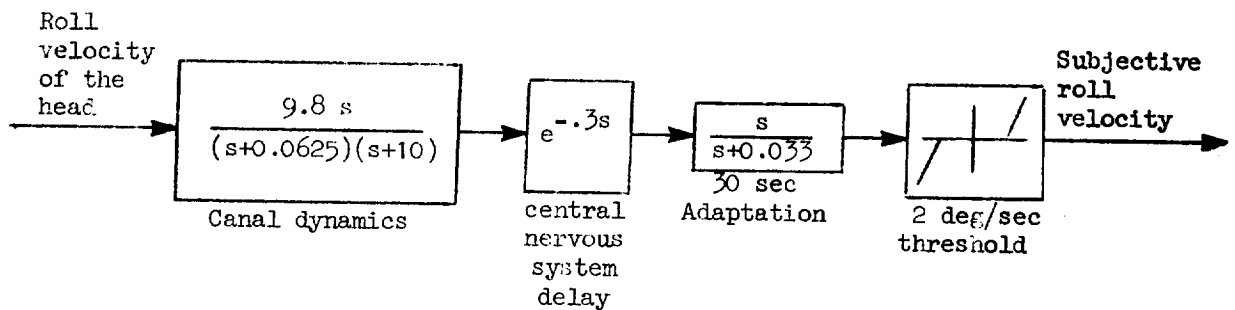 Roll
velocity
of the
head
9.8 s
(s+0.0625)(s+10)
Canal dynamics
e^-.3s
central
nervous
system
delay
s
s+0.033
30 sec
Adaptation
2 deg/sec
threshold
Subjective
roll
velocity